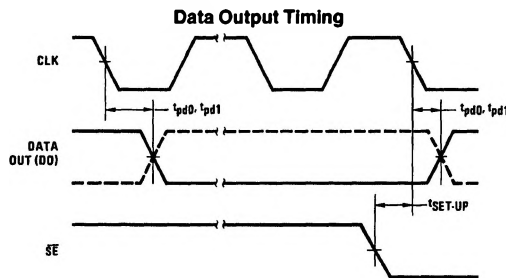 Data Output Timing
CLK
tpd0, tpd1
tpd0, tpd1
DATA
OUT (DO)
tSET-UP
SE